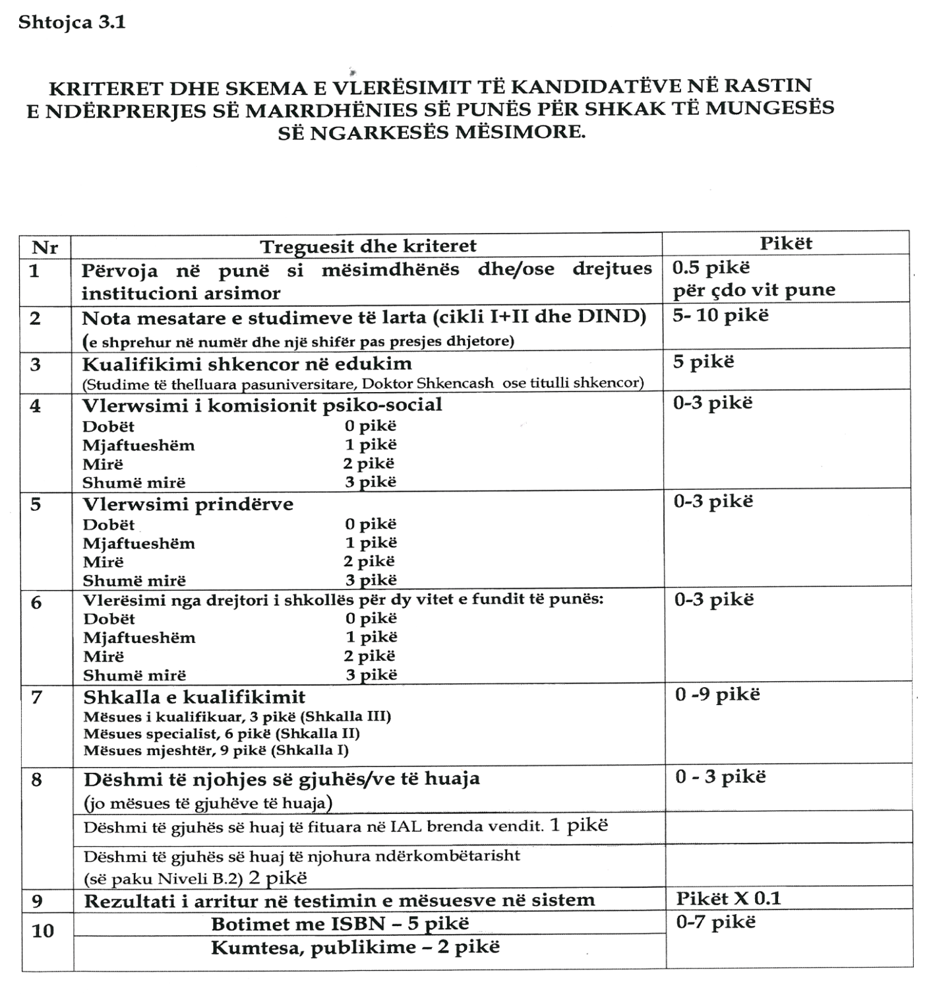 Shtojca 3.1
KRITERET DHE SKEMA E VLERËSIMIT TË KANDIDATËVE NË RASTIN
E NDËRPRERJES SË MARRDHËNIES SË PUNËS PËR SHKAK TË MUNGESËS
SË NGARKESËS MËSIMORE.
Nr Treguesit dhe kriteret Pikët
1 Përvoja në punë si mësimdhënës dhe/ose drejtues 0.5 pikë
institucioni arsimor për çdo vit pune
2 Nota mesatare e studimeve të larta (cikli I+II dhe DIND) 5- 10 pikë
(e shprehur në numër dhe një shifër pas presjes dhjetore)
3 Kualifikimi shkencor në edukim 5 pikë
(Studime të thelluara pasuniversitare, Doktor Shkencash ose titulli shkencor)
4 Vlerwsimi i komisionit psiko-social 0-3 pikë
Dobët 0 pikë
Mjaftueshëm 1 pikë
Mirë 2 pikë
Shumë mirë 3 pikë
5 Vlerwsimi prindërve 0-3 pikë
Dobët 0 pikë
Mjaftueshëm 1 pikë
Mirë 2 pikë
Shumë mirë 3 pikë
6 Vlerësimi nga drejtori i shkollës për dy vitet e fundit të punës: 0-3 pikë
Dobët 0 pikë
Mjaftueshëm 1 pikë
Mirë 2 pikë
Shumë mirë 3 pikë
7 Shkalla e kualifikimit 0 -9 pikë
Mësues i kualifikuar, 3 pikë (Shkalla III)
Mësues specialist, 6 pikë (Shkalla II)
Mësues mjeshtër, 9 pikë (Shkalla I)
8 Dëshmi të njohjes së gjuhës/ve të huaja 0 - 3 pikë
(jo mësues të gjuhëve të huaja)
Dëshmi të gjuhës së huaj të fituara në IAL brenda vendit. 1 pikë
Dëshmi të gjuhës së huaj të njohura ndërkombëtarisht
(së paku Niveli B.2) 2 pikë
9 Rezultati i arritur në testimin e mësuesve në sistem Pikët X 0.1
10 Botimet me ISBN – 5 pikë 0-7 pikë
Kumtesa, publikime – 2 pikë